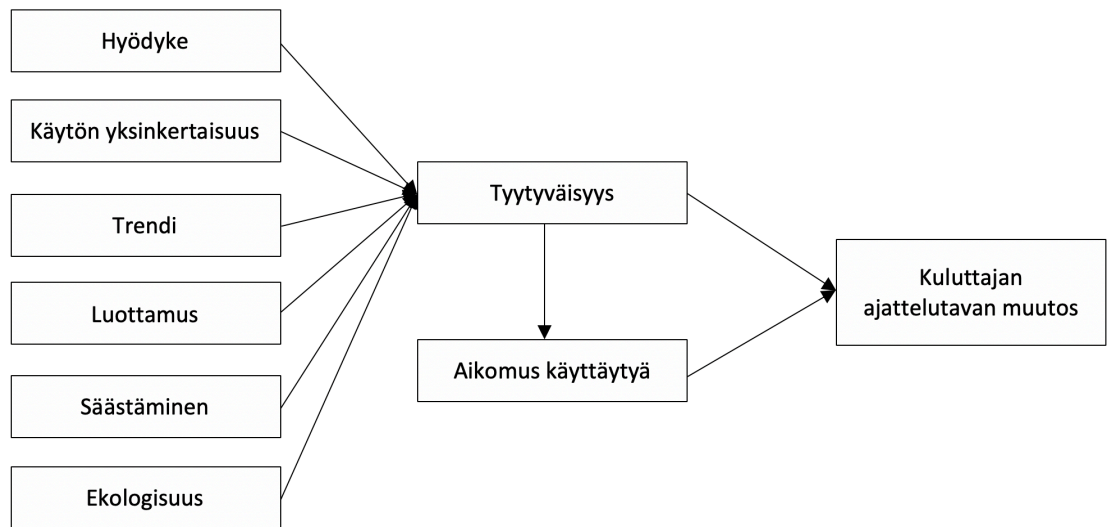 Hyödyke
Käytön yksinkertaisuus
Trendi
Luottamus
Säästäminen
Ekologisuus
Tyytyväisyys
Aikomus käyttäytyä
Kuluttajan
ajattelutavan muutos